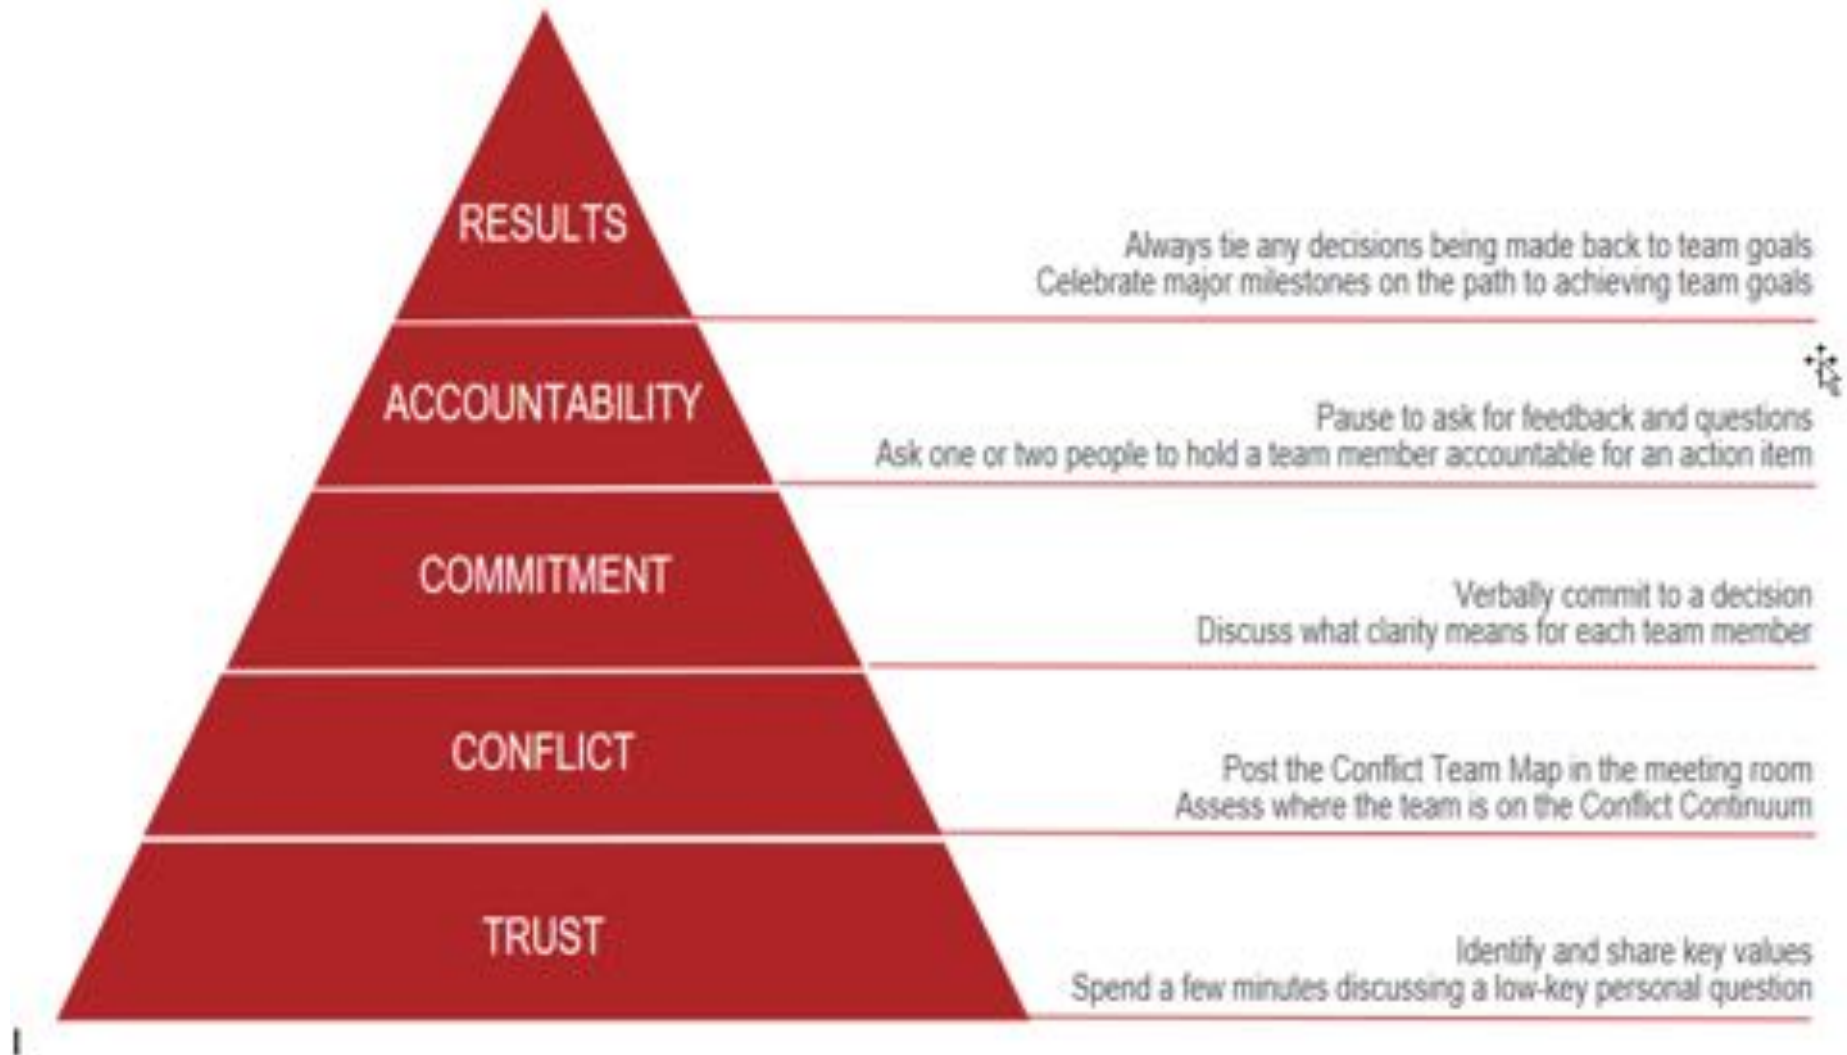 RESULTS
Always tie any decisions being made back to team goals
Celebrate major milestones on the path to achieving team goals
ACCOUNTABILITY
Pause to ask for feedback and questions
Ask one or two people to hold a team member accountable for an action item
COMMITMENT
Verbally commit to a decision
Discuss what clarity means for each team member
CONFLICT
Post the Conflict Team Map in the meeting room
Assess where the team is on the Conflict Continuum
TRUST
Identify and share key values
Spend a few minutes discussing a low-key personal question